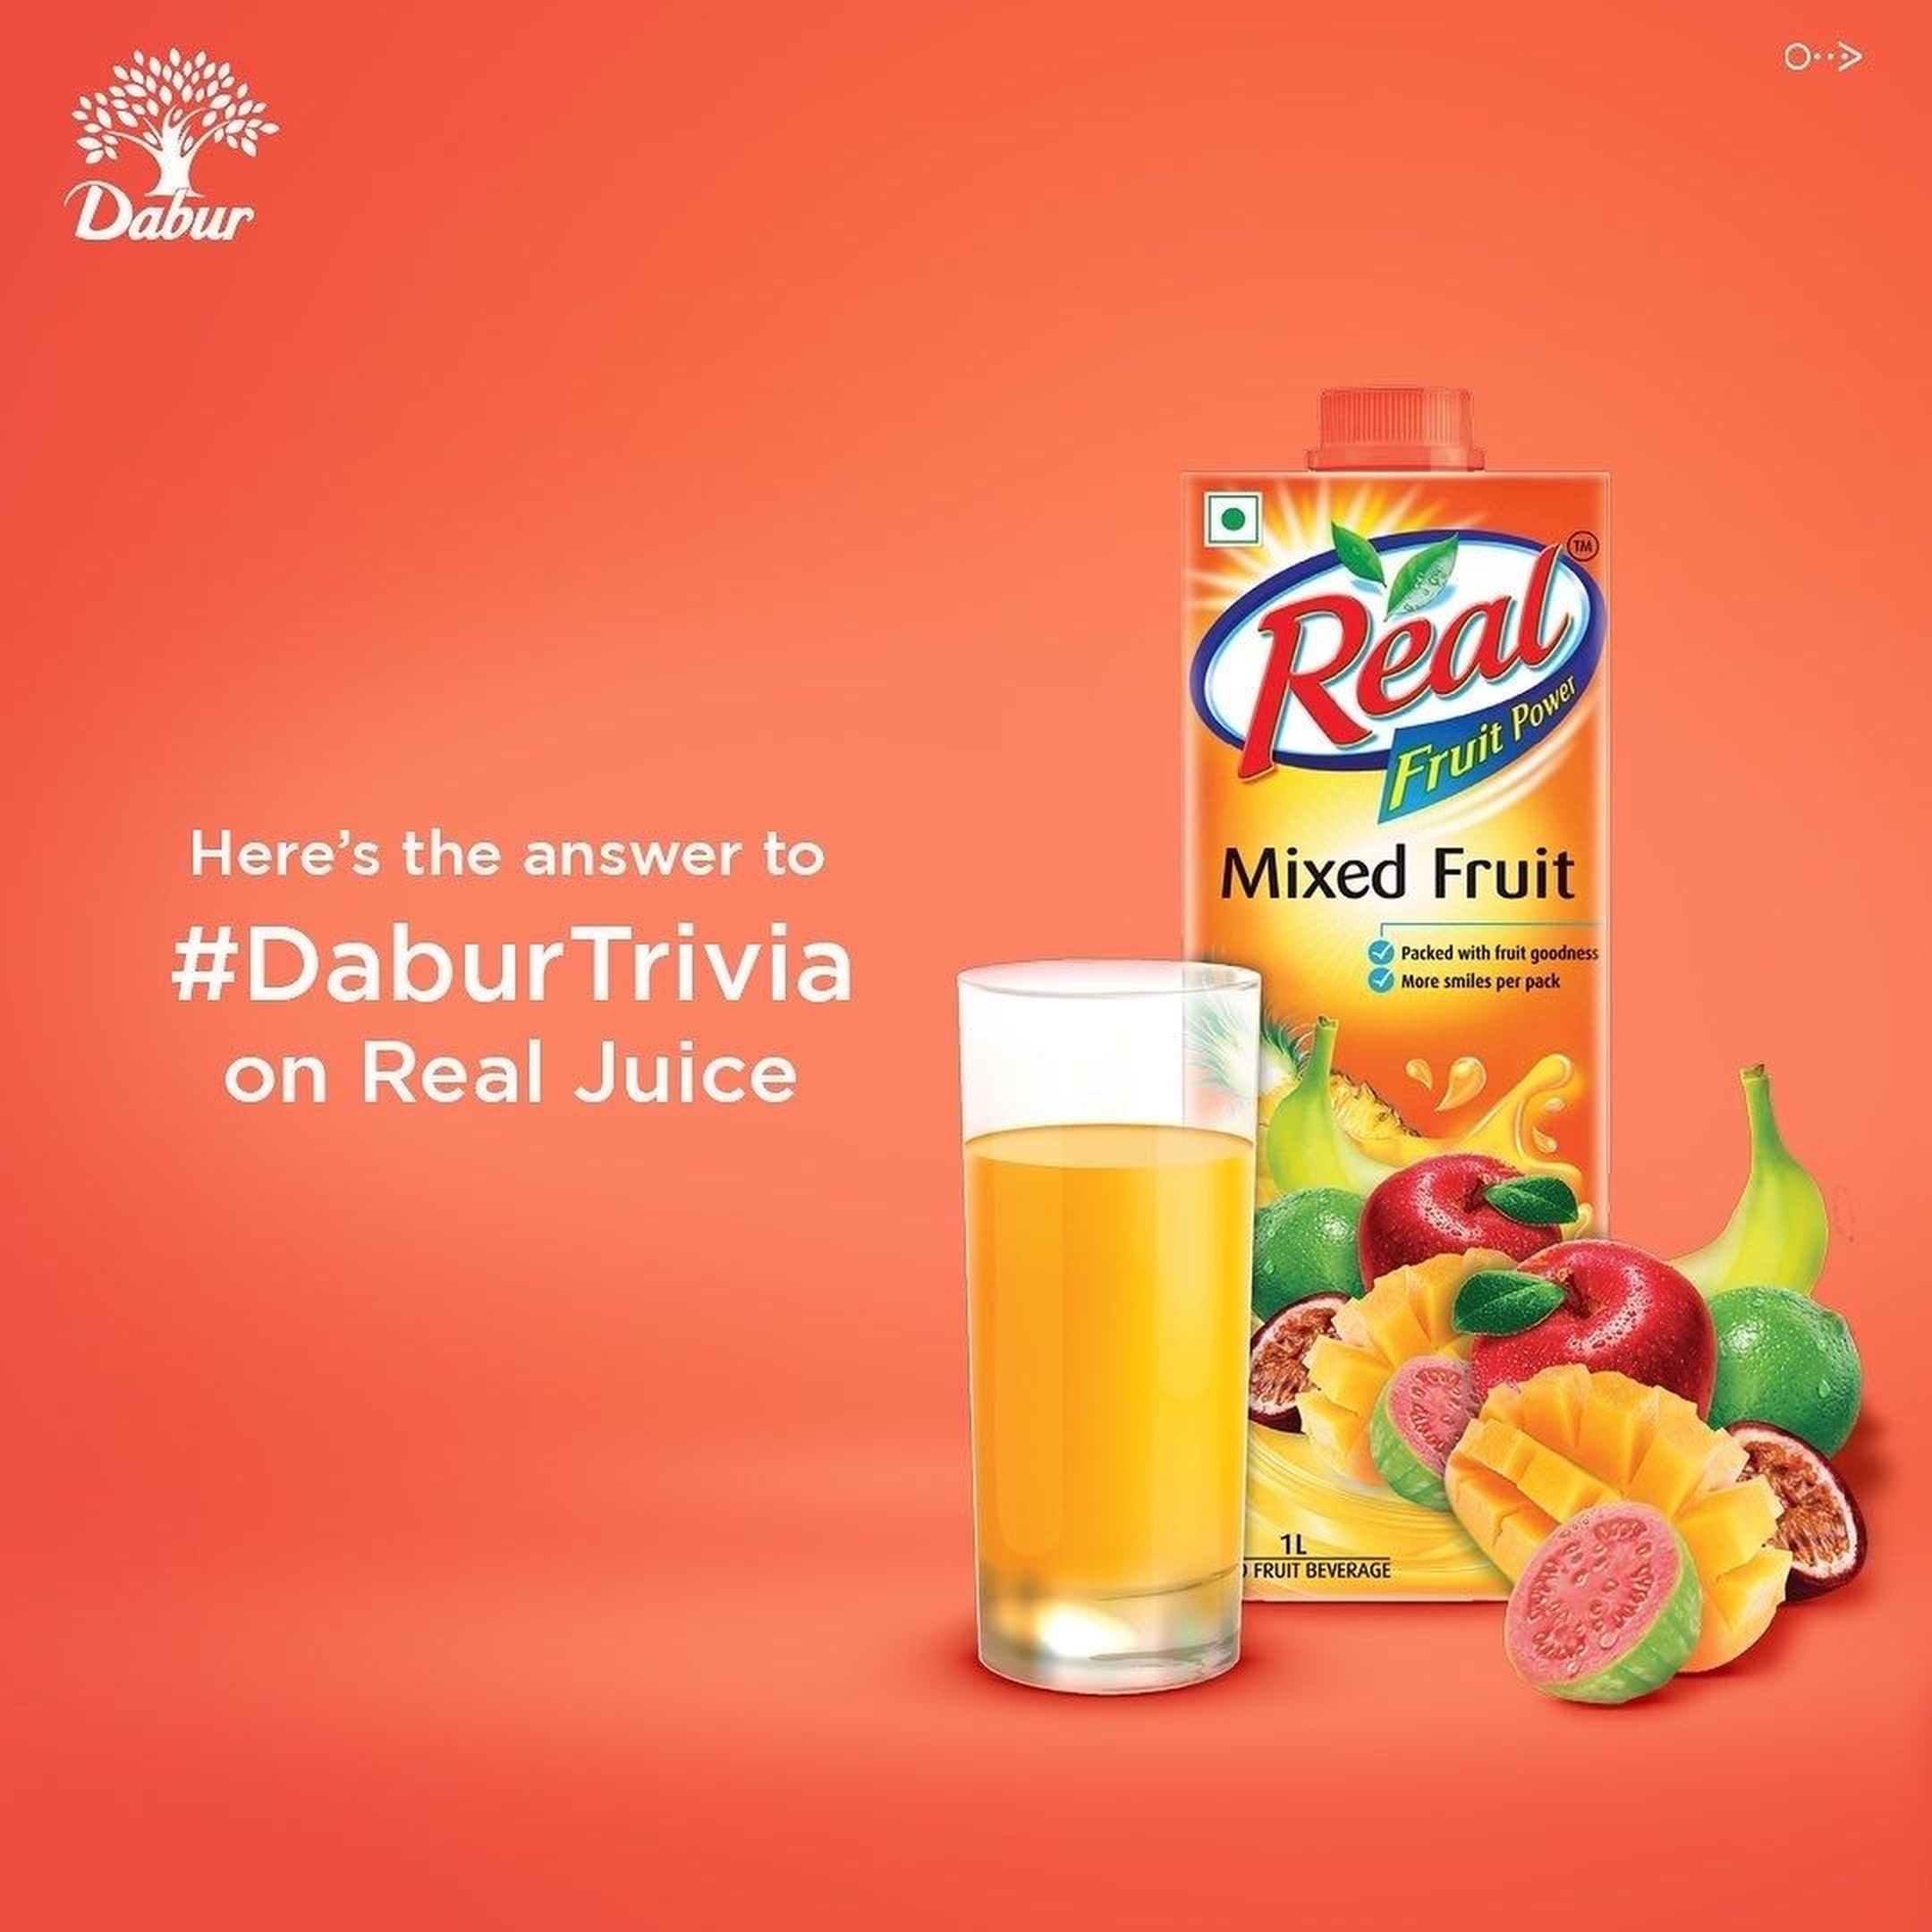 Dabur
Here's the answer to
#DaburTrivia
on Real Juice
Real
TM
Fruit Power
Mixed Fruit
Packed with fruit goodness
More smiles per pack
1L
FRUIT BEVERAGE